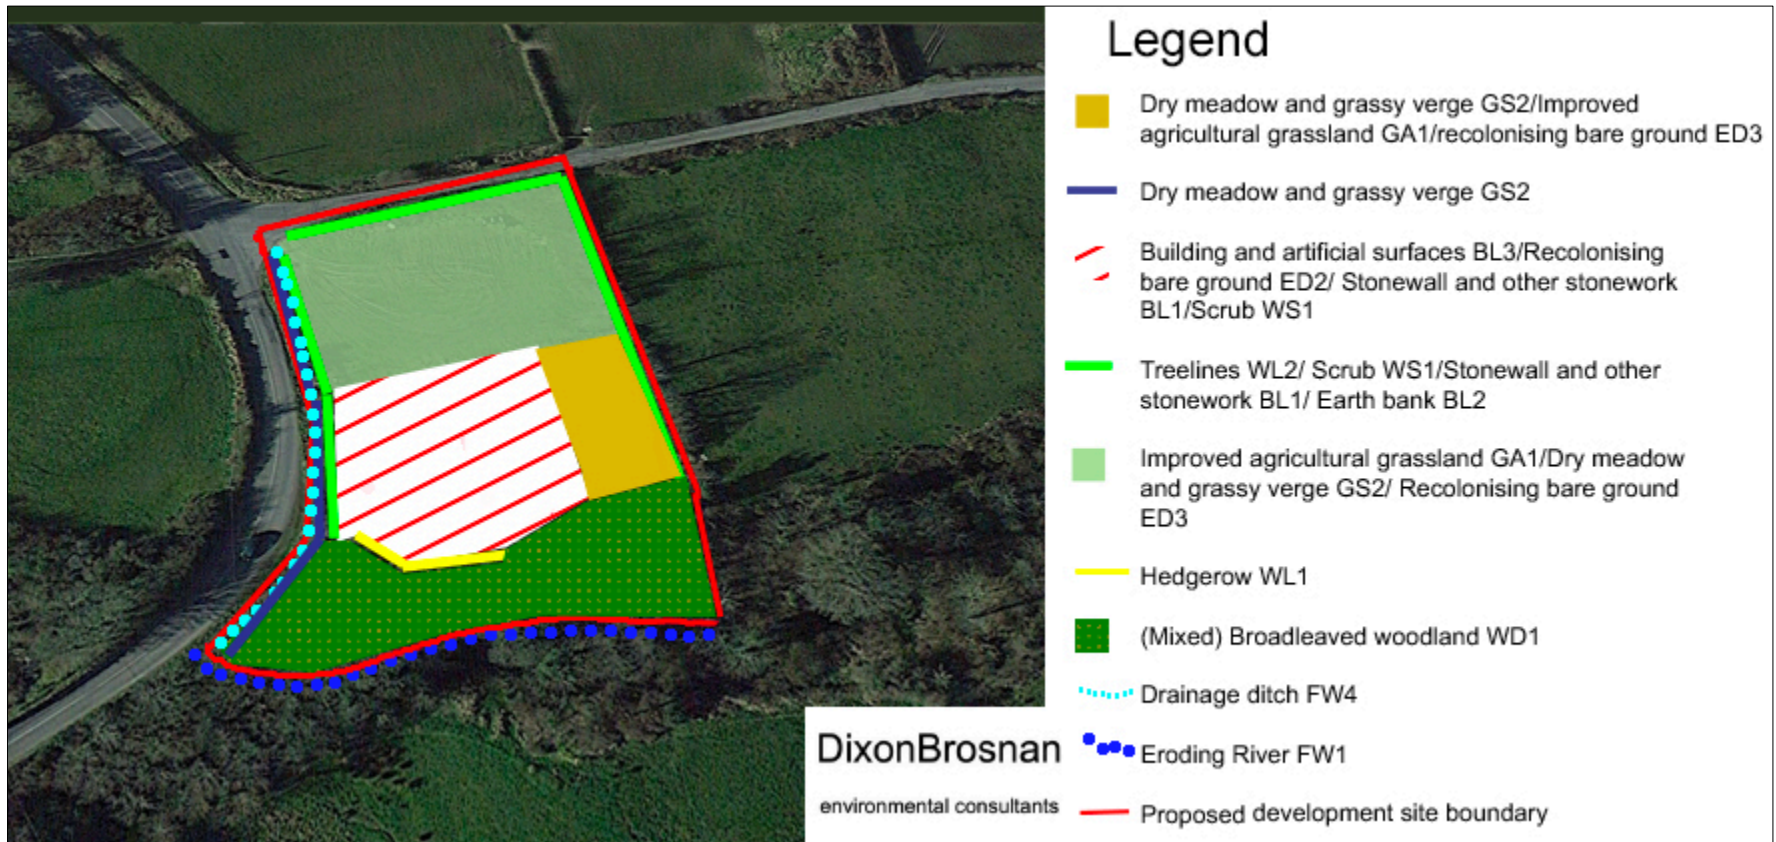 Legend
Dry meadow and grassy verge GS2/Improved
agricultural grassland GA1/recolonising bare ground ED3
Dry meadow and grassy verge GS2
Building and artificial surfaces BL3/Recolonising
bare ground ED2/ Stonewall and other stonework
BL1/Scrub WS1
Treelines WL2/ Scrub WS1/Stonewall and other
stonework BL1/ Earth bank BL2
Improved agricultural grassland GA1/Dry meadow
and grassy verge GS2/ Recolonising bare ground
ED3
Hedgerow WL1
(Mixed) Broadleaved woodland WD1
Drainage ditch FW4
Eroding River FW1
Proposed development site boundary
DixonBrosnan
environmental consultants